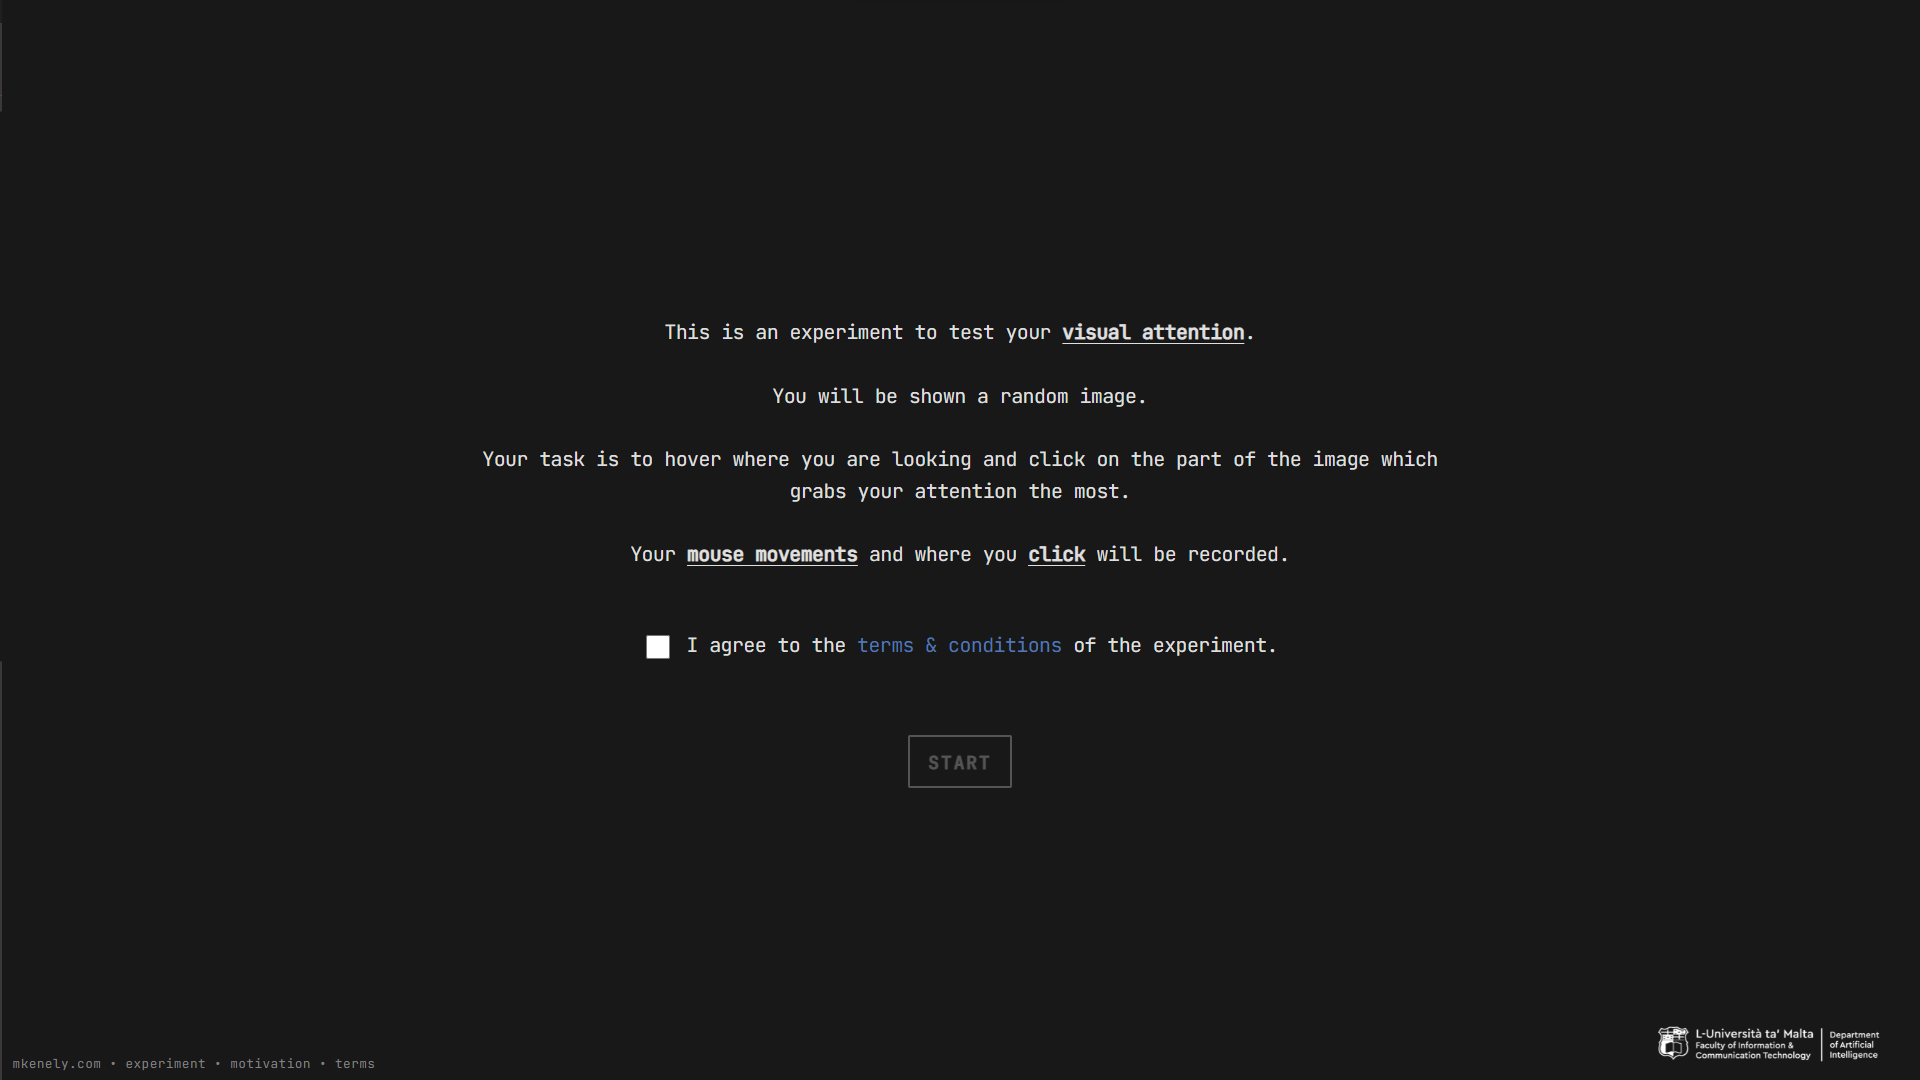 This is an experiment to test your visual attention.
You will be shown a random image.
Your task is to hover where you are looking and click on the part of the image which
grabs your attention the most.
Your mouse movements and where you click will be recorded.
I agree to the terms & conditions of the experiment.
START
mkenely.com • experiment • motivation • terms
L-Università ta' Malta
Faculty of Information &
Communication Technology
Department
of Artificial
Intelligence